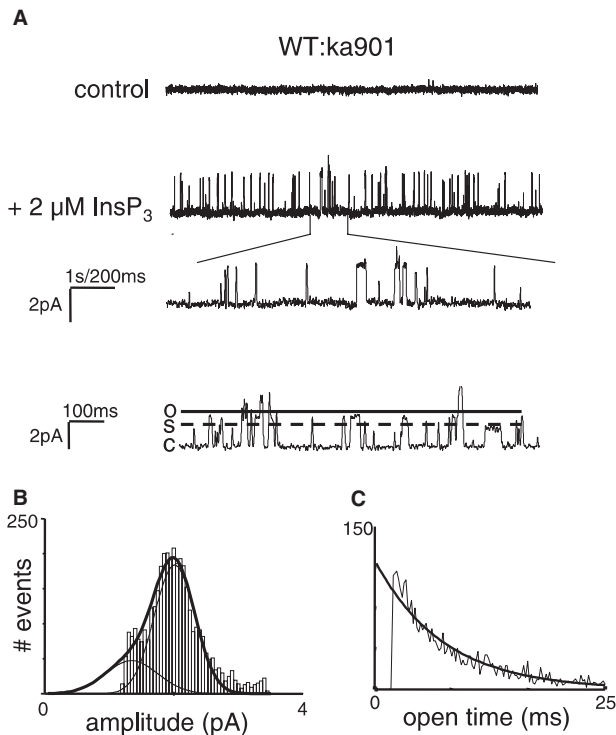 A
WT:ka901
control
+ 2 µM InsP3
1s/200ms
2pA
100ms
2pA
O
S
C
B
250
# events
0
4
amplitude (pA)
C
150
0
25
open time (ms)